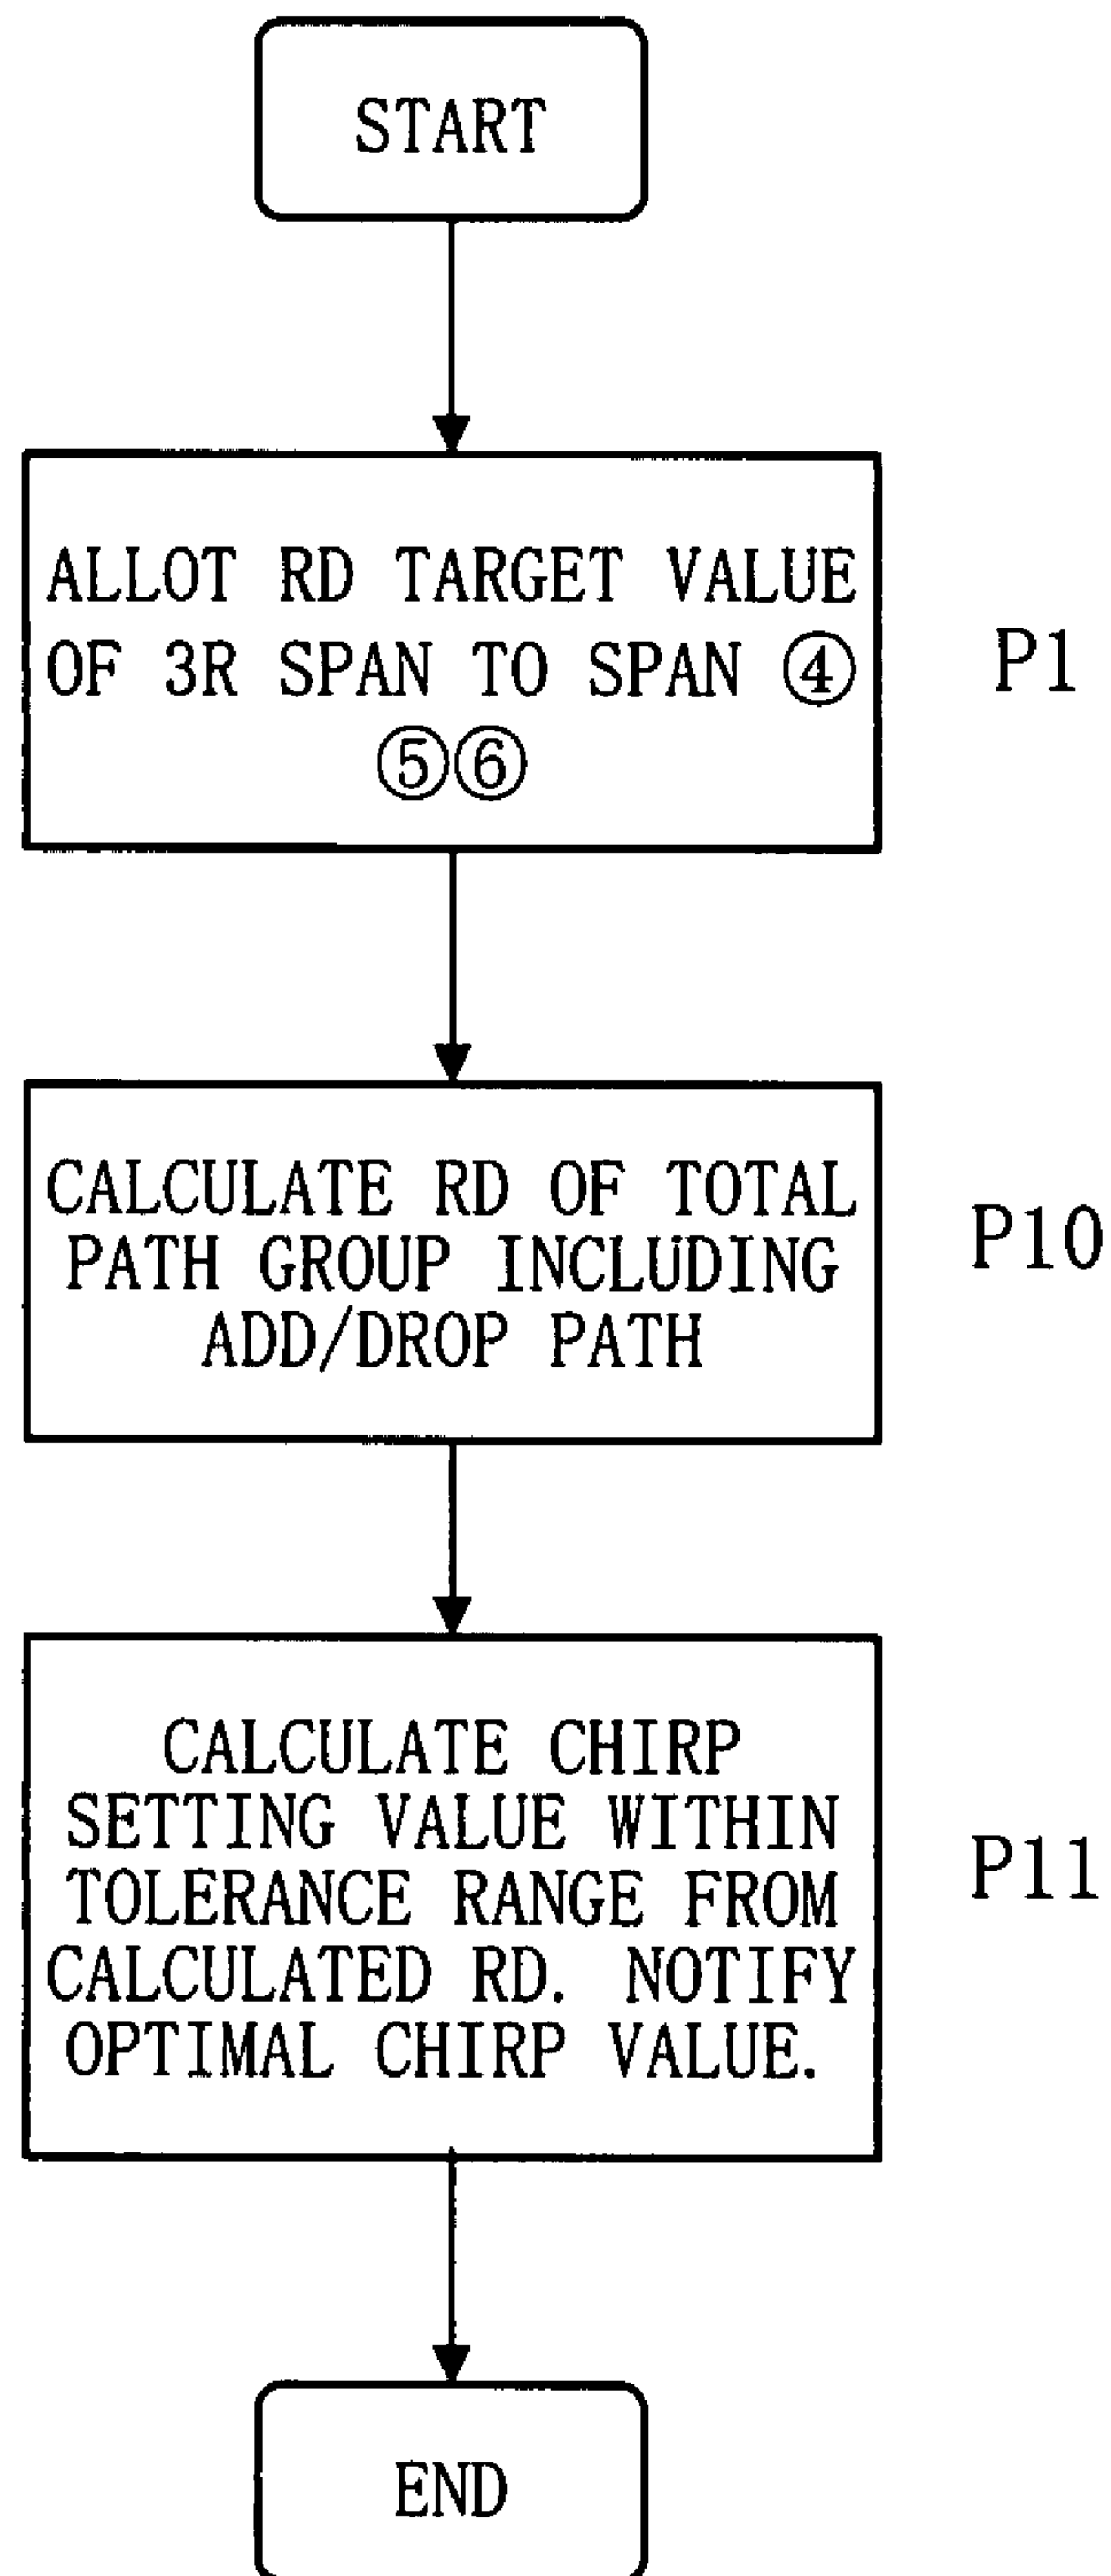 START
ALLOT RD TARGET VALUE
OF 3R SPAN TO SPAN ④
⑤⑥
P1
CALCULATE RD OF TOTAL
PATH GROUP INCLUDING
ADD/DROP PATH
P10
CALCULATE CHIRP
SETTING VALUE WITHIN
TOLERANCE RANGE FROM
CALCULATED RD. NOTIFY
OPTIMAL CHIRP VALUE.
P11
END